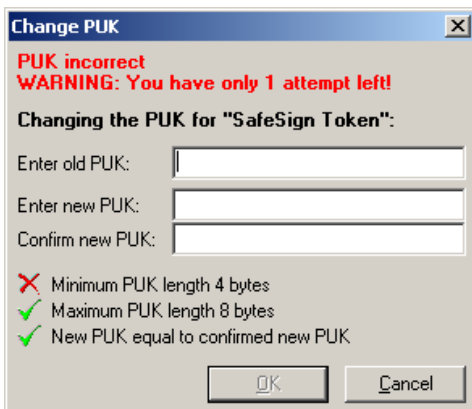 Change PUK
PUK incorrect
WARNING: You have only 1 attempt left!
Changing the PUK for "SafeSign Token":
Enter old PUK:
Enter new PUK:
Confirm new PUK:
Minimum PUK length 4 bytes
Maximum PUK length 8 bytes
New PUK equal to confirmed new PUK
OK Cancel